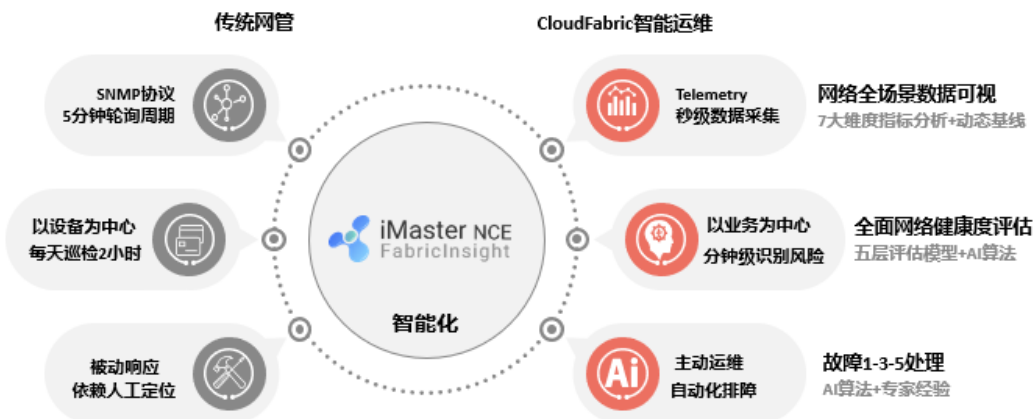 传统网管
CloudFabric智能运维
SNMP协议
5分钟轮询周期
Telemetry
秒级数据采集
网络全场景数据可视
7大维度指标分析+动态基线
以设备为中心
每天巡检2小时
iMaster NCE
FabricInsight
智能化
以业务为中心
分钟级识别风险
全面网络健康度评估
五层评估模型+AI算法
被动响应
依赖人工定位
Ai
主动运维
自动化排障
故障1-3-5处理
AI算法+专家经验